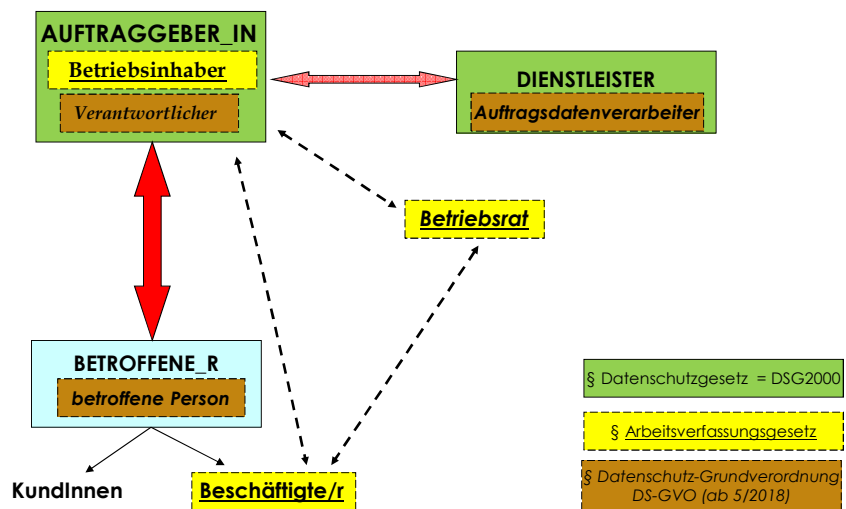 AUFTRAGGEBER_IN
Betriebsinhaber
Verantwortlicher
DIENSTLEISTER
Auftragsdatenverarbeiter
Betriebsrat
BETROFFENE_R
betroffene Person
KundInnen
Beschäftigte/r
§ Datenschutzgesetz = DSG2000
§ Arbeitsverfassungsgesetz
§ Datenschutz-Grundverordnung
DS-GVO (ab 5/2018)